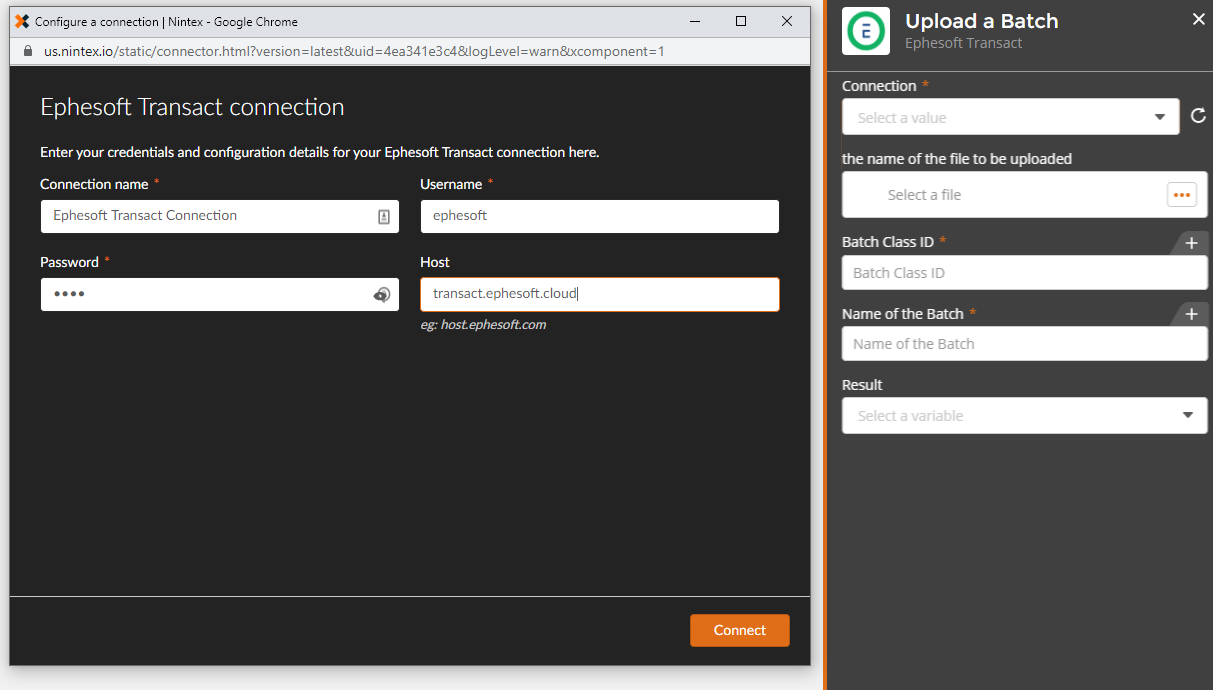 Configure a connection | Nintex - Google Chrome
us.nintex.io/static/connector.html?version=latest&uid=4ea341e3c4&logLevel=warn&xcomponent=1
Ephesoft Transact connection
Enter your credentials and configuration details for your Ephesoft Transact connection here.
Connection name *
Username *
Ephesoft Transact Connection
ephesoft
Password *
Host
••••
transact.ephesoft.cloud
eg: host.ephesoft.com
Connect
E
Upload a Batch
Ephesoft Transact
Connection *
Select a value
the name of the file to be uploaded
Select a file
Batch Class ID *
Batch Class ID
Name of the Batch *
Name of the Batch
Result
Select a variable